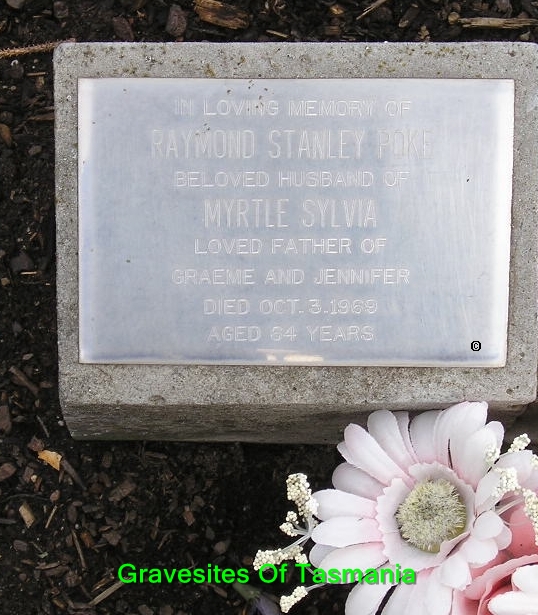 IN LOVING MEMORY OF
RAYMOND STANLEY POKE
BELOVED HUSBAND OF
MYRTLE SYLVIA
LOVED FATHER OF
GRAEME AND JENNIFER
DIED OCT. 3. 1969
AGED 64 YEARS
©
Gravesites Of Tasmania